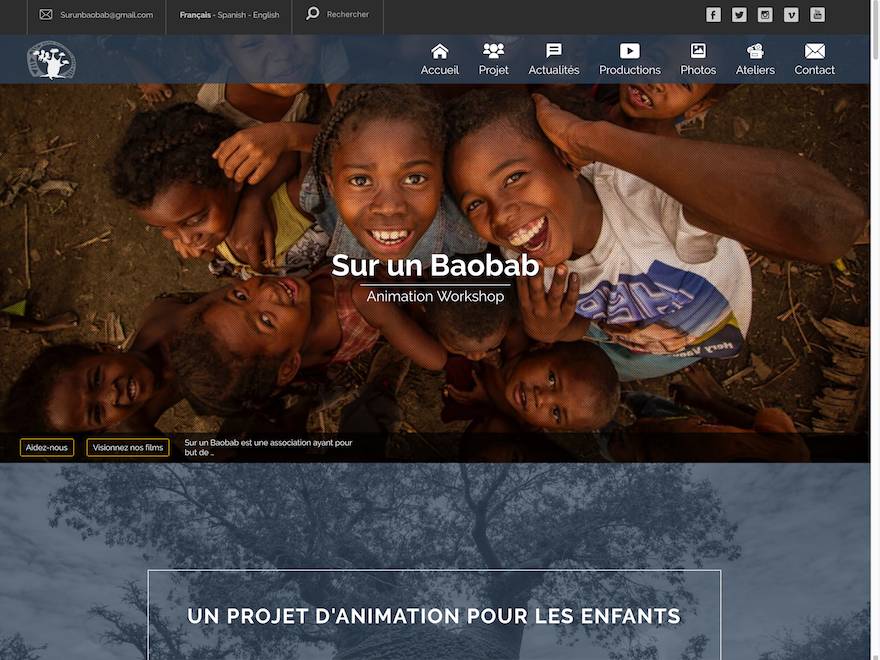 Surunbaobab@gmail.com
Français - Spanish - English
Rechercher
Accueil
Projet
Actualités
Productions
Photos
Ateliers
Contact
Sur un Baobab
Animation Workshop
Aidez-nous
Visionnez nos films
Sur un Baobab est une association ayant pour
but de ..
UN PROJET D'ANIMATION POUR LES ENFANTS